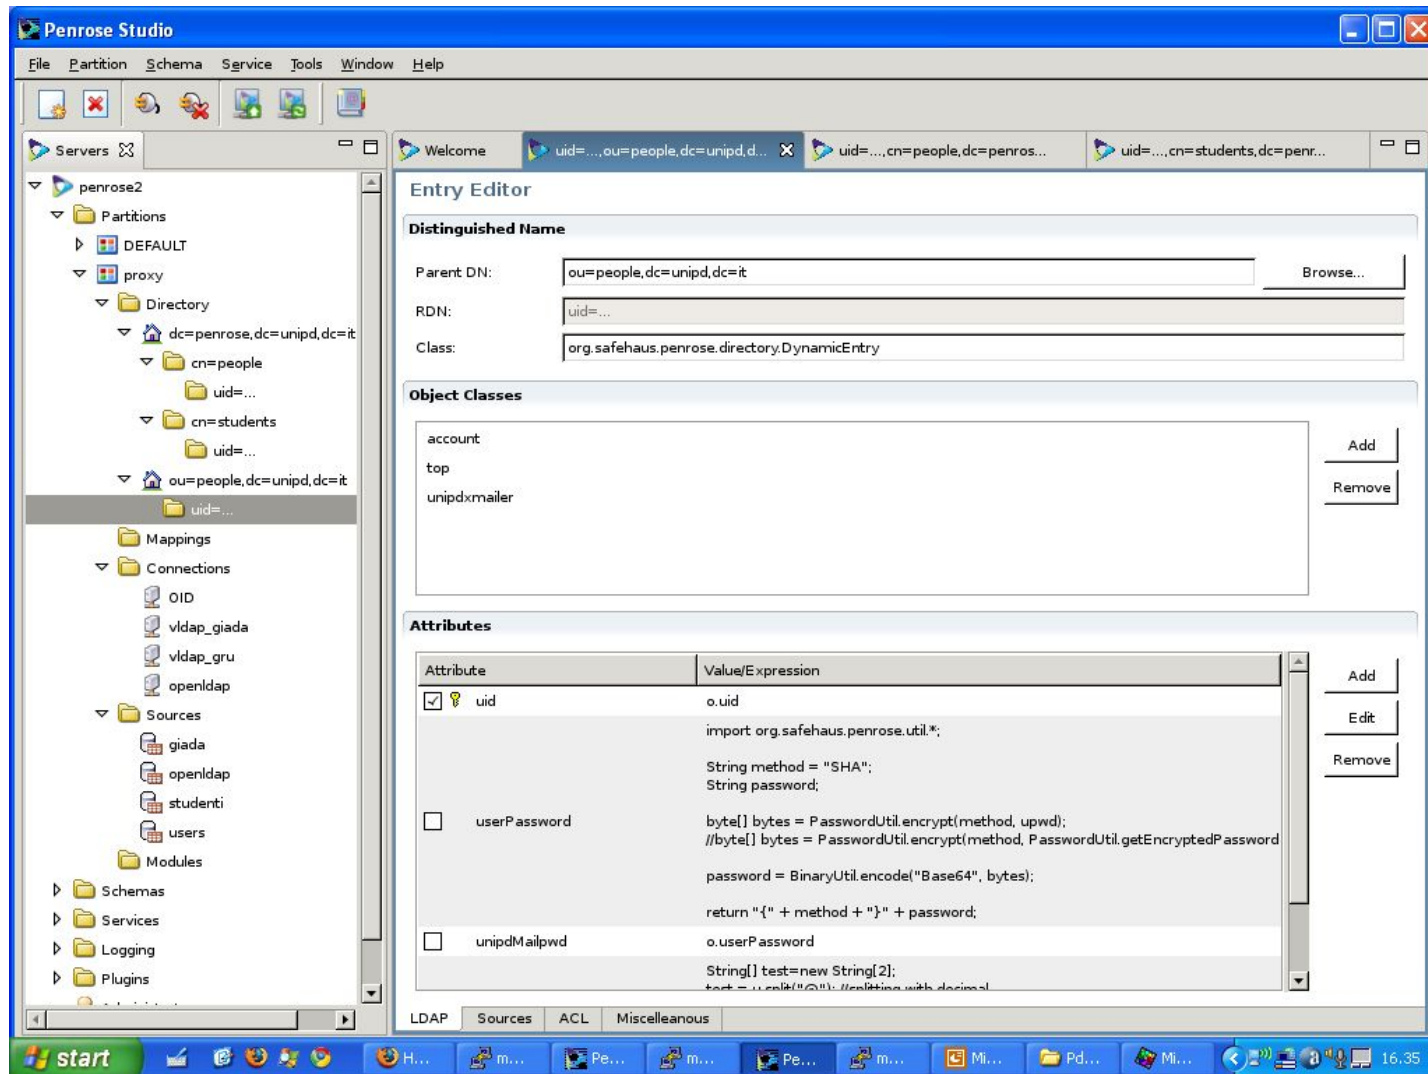 Penrose Studio
File Partition Schema Service Tools Window Help
Servers
penrose2
Partitions
DEFAULT
proxy
Directory
dc=penrose,dc=unipd,dc=it
cn=people
uid=...
cn=students
uid=...
ou=people,dc=unipd,dc=it
uid=...
Mappings
Connections
OID
vldap_giada
vldap_gru
openldap
Sources
giada
openldap
studenti
users
Modules
Schemas
Services
Logging
Plugins
Welcome uid=...,ou=people,dc=unipd,d... uid=...,cn=people,dc=penros... uid=...,cn=students,dc=penr...
Entry Editor
Distinguished Name
Parent DN: ou=people,dc=unipd,dc=it Browse...
RDN: uid=...
Class: org.safehaus.penrose.directory.DynamicEntry
Object Classes
account
top
unipdxmailer
Add
Remove
Attributes
Attribute Value/Expression
uid o.uid
import org.safehaus.penrose.util.*;
String method = "SHA";
String password;
userPassword byte[] bytes = PasswordUtil.encrypt(method, upwd);
//byte[] bytes = PasswordUtil.encrypt(method, PasswordUtil.getEncryptedPassword
password = BinaryUtil.encode("Base64", bytes);
return "{" + method + "}" + password;
unipdMailpwd o.userPassword
String[] test=new String[2];
test = u.split("@"); //splitting with decimal
Add
Edit
Remove
LDAP Sources ACL Miscelleanous
start H... m... Pe... m... Pe... m... Mi... Pd... Mi... 16.35